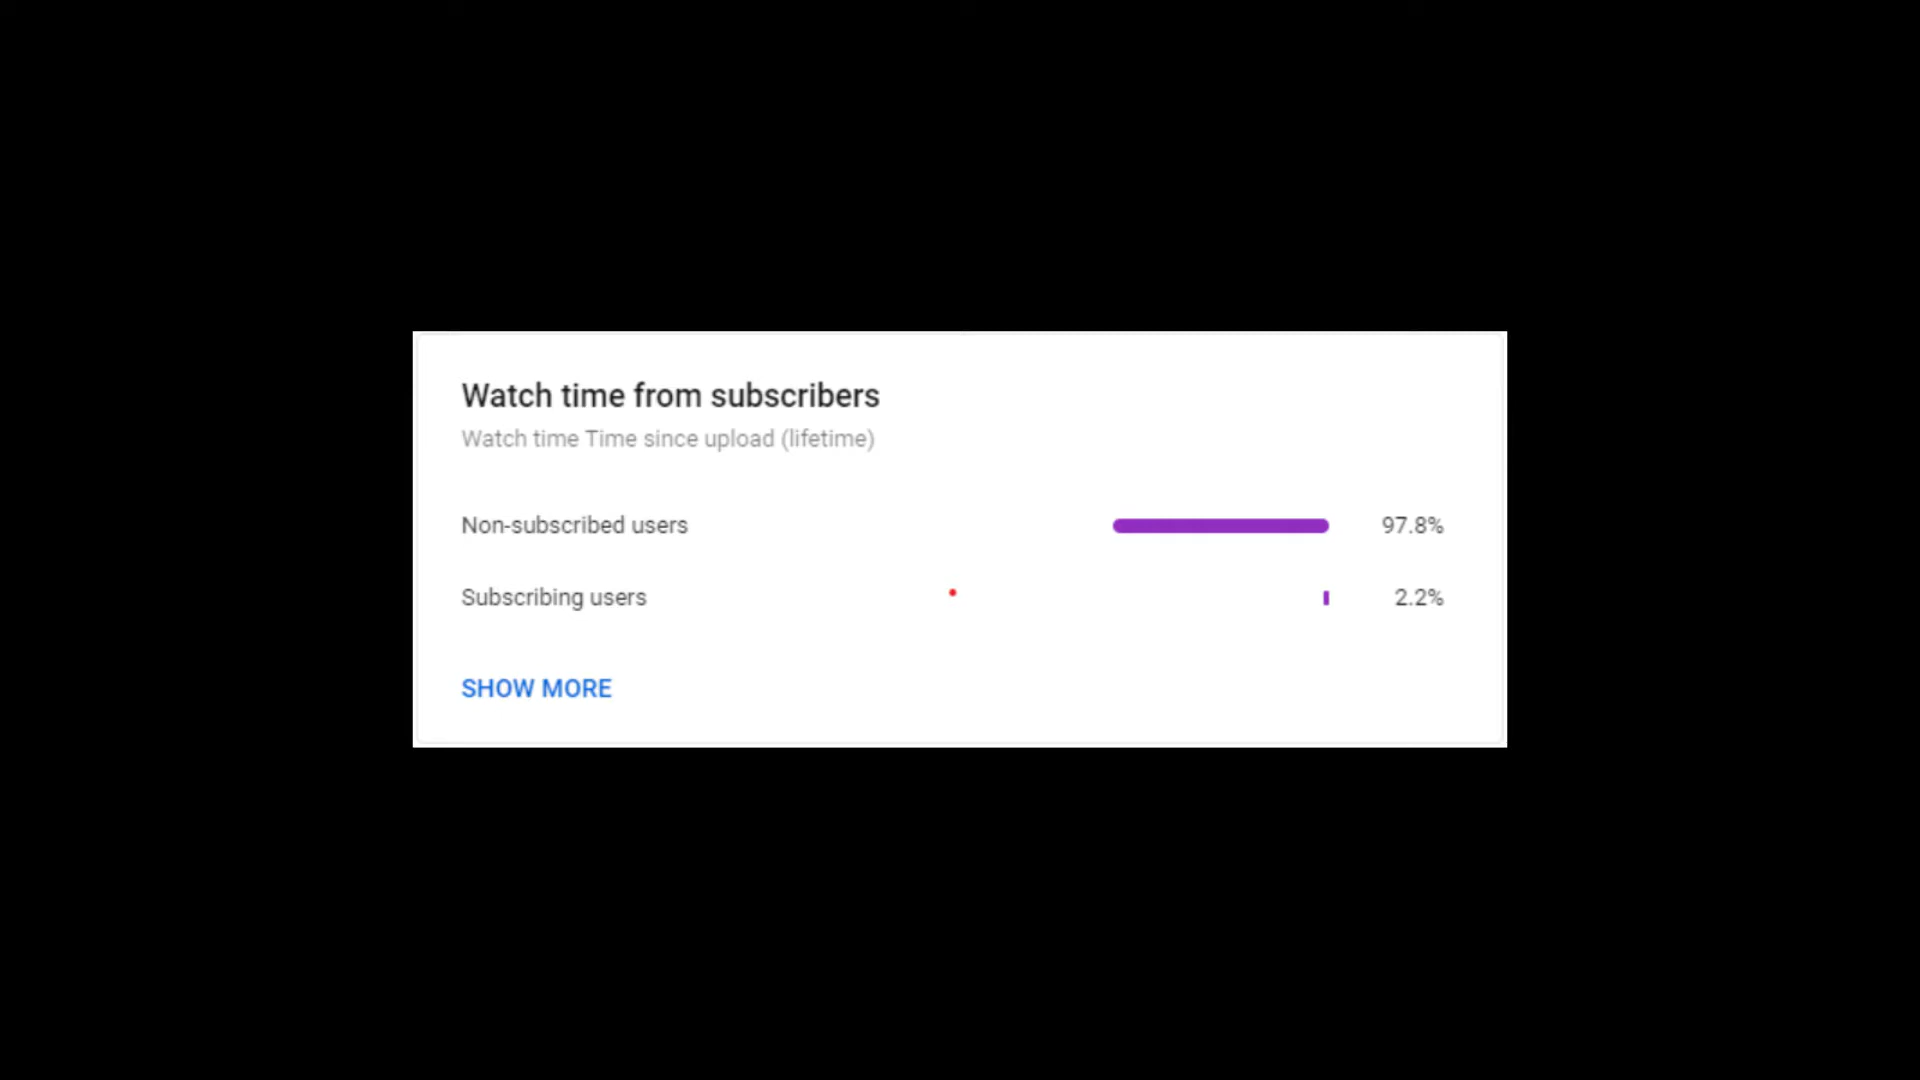 Watch time from subscribers
Watch time Time since upload (lifetime)
Non-subscribed users 97.8%
Subscribing users 2.2%
SHOW MORE